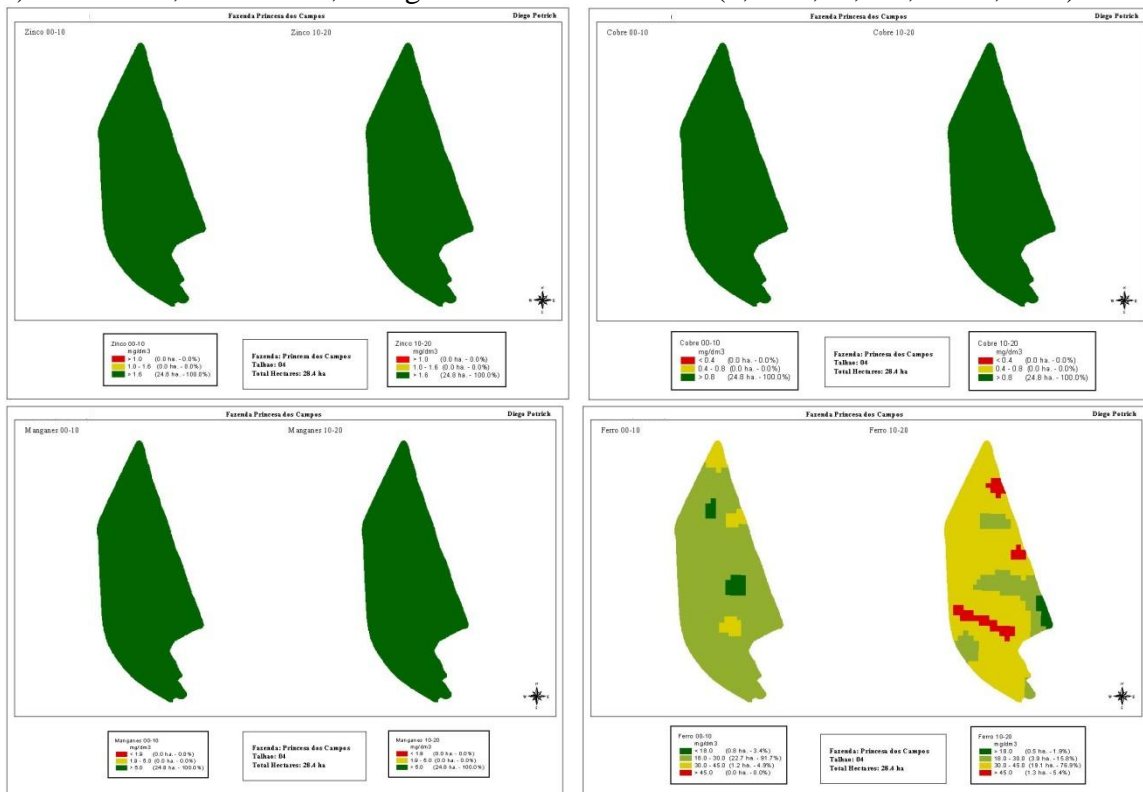 Fazenda Princesa dos Campos Diego Potrich
Zinco 00-10 Zinco 10-20
Zinco 00-10
mg/dm3
> 1.0 (0.0 ha. - 0.0%)
1.0 - 1.6 (0.0 ha. - 0.0%)
> 1.6 (24.8 ha. - 100.0%)
Fazenda: Princesa dos Campos
Talhao: 04
Total Hectares: 28.4 ha
Zinco 10-20
mg/dm3
> 1.0 (0.0 ha. - 0.0%)
1.0 - 1.6 (0.0 ha. - 0.0%)
> 1.6 (24.8 ha. - 100.0%)
Fazenda Princesa dos Campos Diego Potrich
Cobre 00-10 Cobre 10-20
Cobre 00-10
mg/dm3
< 0.4 (0.0 ha. - 0.0%)
0.4 - 0.8 (0.0 ha. - 0.0%)
> 0.8 (24.8 ha. - 100.0%)
Fazenda: Princesa dos Campos
Talhao: 04
Total Hectares: 28.4 ha
Cobre 10-20
mg/dm3
< 0.4 (0.0 ha. - 0.0%)
0.4 - 0.8 (0.0 ha. - 0.0%)
> 0.8 (24.8 ha. - 100.0%)
Fazenda Princesa dos Campos Diego Potrich
Manganes 00-10 Manganes 10-20
Manganes 00-10
mg/dm3
< 1.9 (0.0 ha. - 0.0%)
1.9 - 5.0 (0.0 ha. - 0.0%)
> 5.0 (24.8 ha. - 100.0%)
Fazenda: Princesa dos Campos
Talhao: 04
Total Hectares: 28.4 ha
Manganes 10-20
mg/dm3
< 1.9 (0.0 ha. - 0.0%)
1.9 - 5.0 (0.0 ha. - 0.0%)
> 5.0 (24.8 ha. - 100.0%)
Fazenda Princesa dos Campos Diego Potrich
Ferro 00-10 Ferro 10-20
Ferro 00-10
mg/dm3
18.0 (0.8 ha. - 3.4%)
18.0 - 30.0 (22.7 ha. - 91.7%)
30.0 - 45.0 (1.2 ha. - 4.9%)
> 45.0 (0.0 ha. - 0.0%)
Fazenda: Princesa dos Campos
Talhao: 04
Total Hectares: 28.4 ha
Ferro 10-20
mg/dm3
18.0 (0.5 ha. - 1.9%)
18.0 - 30.0 (3.9 ha. - 15.8%)
30.0 - 45.0 (19.1 ha. - 76.9%)
> 45.0 (1.3 ha. - 5.4%)